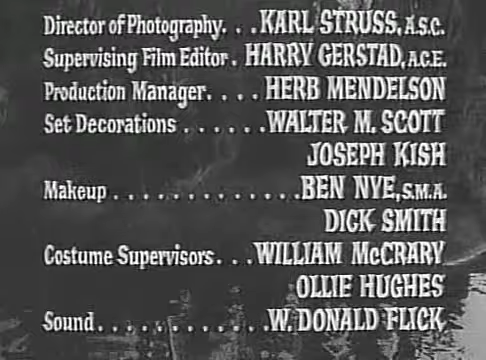 Director of Photography. . . KARL STRUSS, A.S.C.
Supervising Film Editor. HARRY GERSTAD, A.C.E.
Production Manager. . . . HERB MENDELSON
Set Decorations . . . . . . WALTER M. SCOTT
JOSEPH KISH
Makeup . . . . . . . . . . . . . BEN NYE, S.M.A.
DICK SMITH
Costume Supervisors. . . WILLIAM McCRARY
OLLIE HUGHES
Sound. . . . . . . . . . . . W. DONALD FLICK